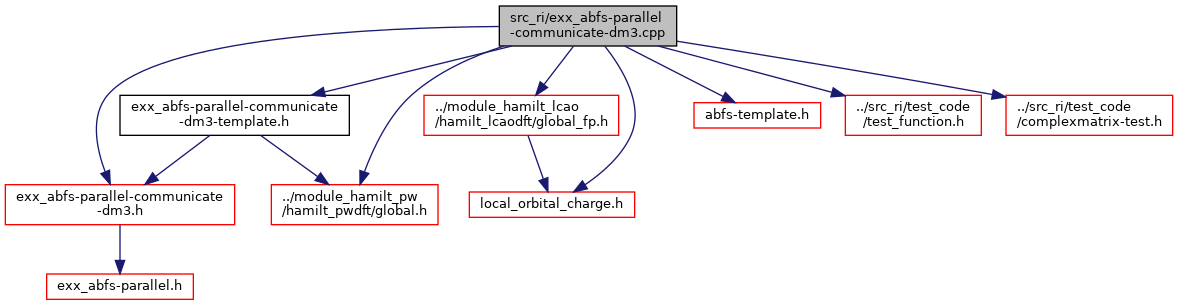 src_ri/exx_abfs-parallel
-communicate-dm3.cpp
exx_abfs-parallel-communicate
-dm3-template.h
../module_hamilt_lcao
/hamilt_lcaodft/global_fp.h
abfs-template.h
../src_ri/test_code
/test_function.h
../src_ri/test_code
/complexmatrix-test.h
exx_abfs-parallel-communicate
-dm3.h
../module_hamilt_pw
/hamilt_pwdft/global.h
local_orbital_charge.h
exx_abfs-parallel.h